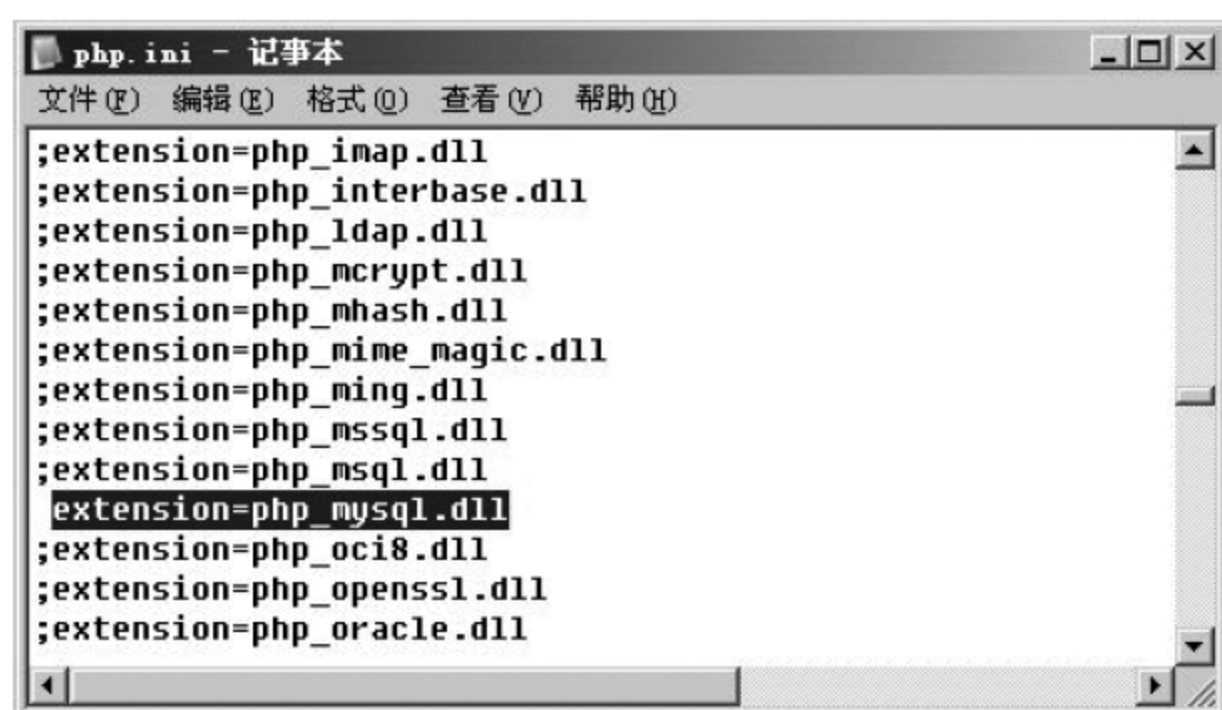 php.ini - 记事本
文件(F) 编辑(E) 格式(O) 查看(V) 帮助(H)
;extension=php_imap.dll
;extension=php_interbase.dll
;extension=php_ldap.dll
;extension=php_mcrypt.dll
;extension=php_mhash.dll
;extension=php_mime_magic.dll
;extension=php_ming.dll
;extension=php_mssql.dll
;extension=php_msql.dll
extension=php_mysql.dll
;extension=php_oci8.dll
;extension=php_openssl.dll
;extension=php_oracle.dll